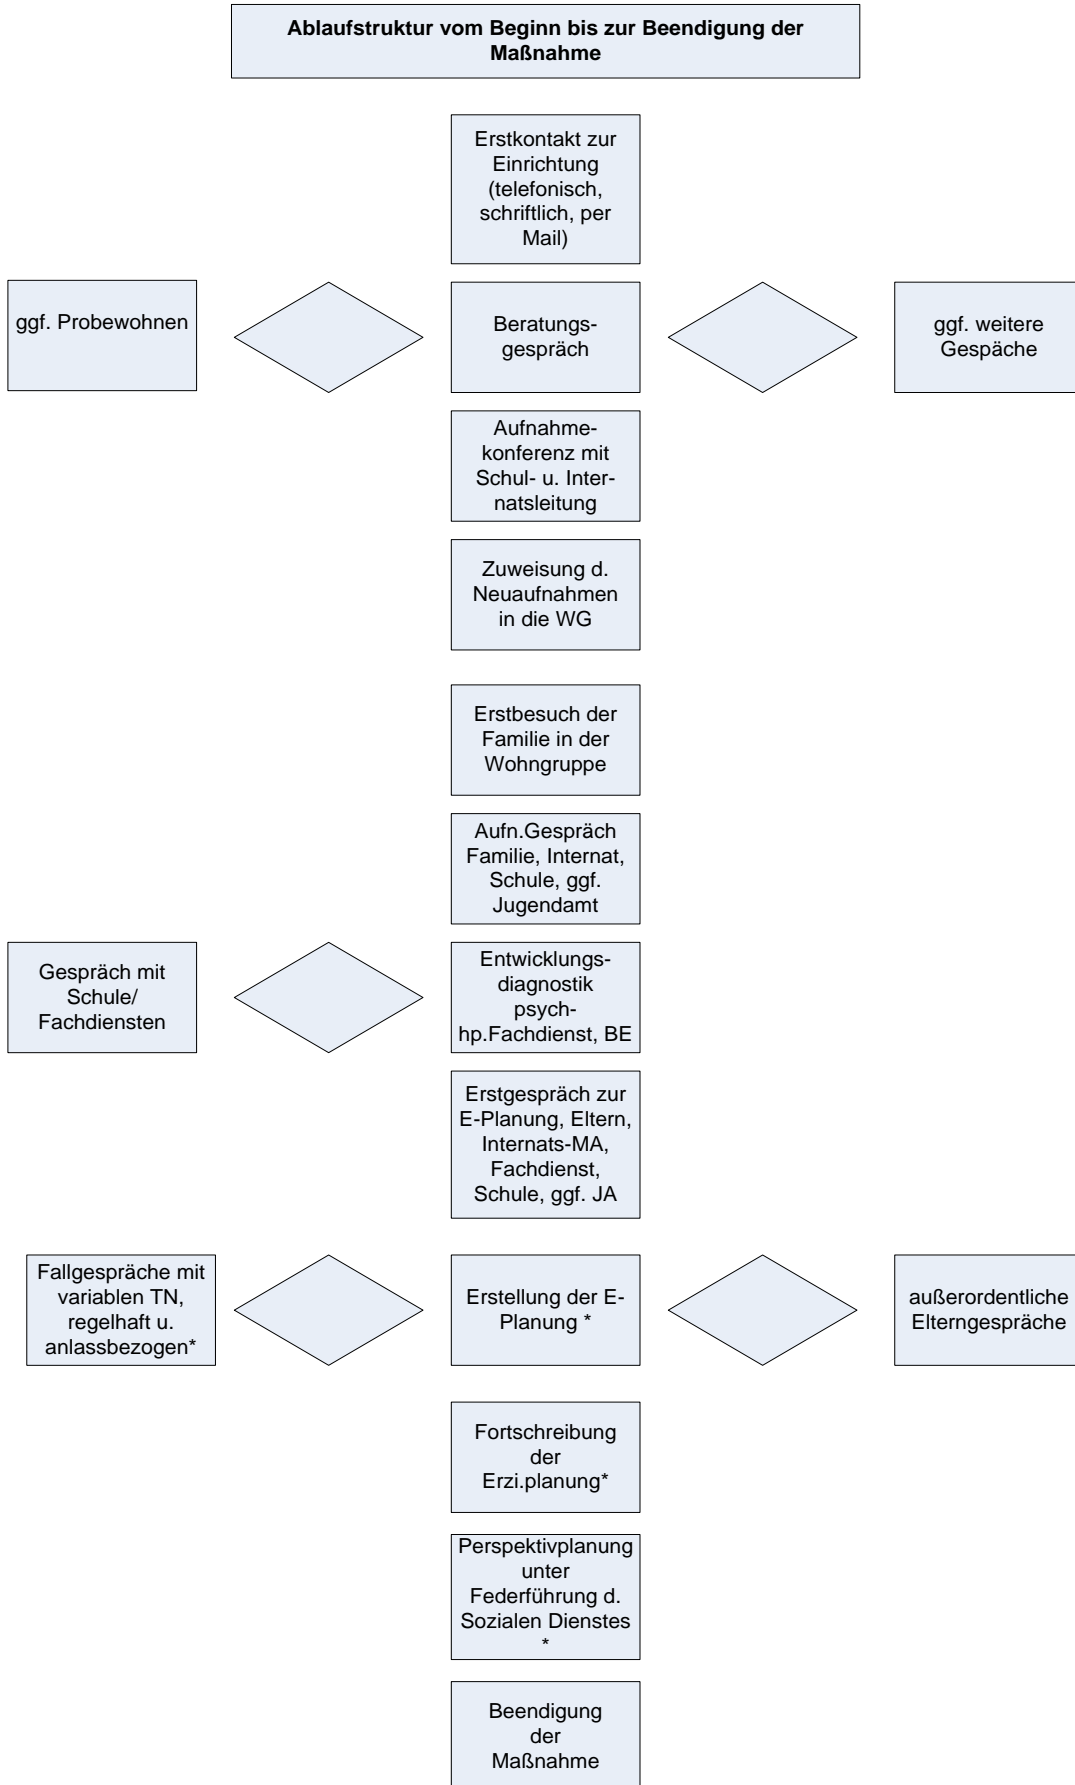 Ablaufstruktur vom Beginn bis zur Beendigung der
Maßnahme
Erstkontakt zur
Einrichtung
(telefonisch,
schriftlich, per
Mail)
ggf. Probewohnen
Beratungs-
gespräch
ggf. weitere
Gespäche
Aufnahme-
konferenz mit
Schul- u. Inter-
natsleitung
Zuweisung d.
Neuaufnahmen
in die WG
Erstbesuch der
Familie in der
Wohngruppe
Aufn.Gespräch
Familie, Internat,
Schule, ggf.
Jugendamt
Gespräch mit
Schule/
Fachdiensten
Entwicklungs-
diagnostik
psych-
hp.Fachdienst, BE
Erstgespräch zur
E-Planung, Eltern,
Internats-MA,
Fachdienst,
Schule, ggf. JA
Fallgespräche mit
variablen TN,
regelhaft u.
anlassbezogen*
Erstellung der E-
Planung *
außerordentliche
Elterngespräche
Fortschreibung
der
Erzi.planung*
Perspektivplanung
unter
Federführung d.
Sozialen Dienstes
*
Beendigung
der
Maßnahme